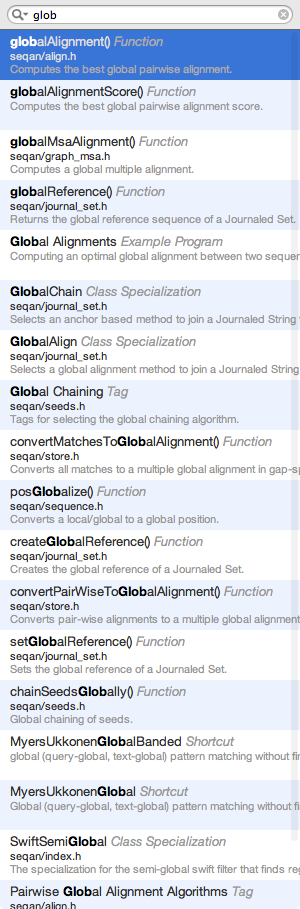 glob
globalAlignment() Function
seqan/align.h
Computes the best global pairwise alignment.
globalAlignmentScore() Function
Computes the best global pairwise alignment score.
globalMsaAlignment() Function
seqan/graph_msa.h
Computes a global multiple alignment.
globalReference() Function
seqan/journal_set.h
Returns the global reference sequence of a Journaled Set.
Global Alignments Example Program
Computing an optimal global alignment between two sequen
GlobalChain Class Specialization
seqan/journal_set.h
Selects an anchor based method to join a Journaled String
GlobalAlign Class Specialization
seqan/journal_set.h
Selects a global alignment method to join a Journaled String
Global Chaining Tag
seqan/seeds.h
Tags for selecting the global chaining algorithm.
convertMatchesToGlobalAlignment() Function
seqan/store.h
Converts all matches to a multiple global alignment in gap-sp
posGlobalize() Function
seqan/sequence.h
Converts a local/global to a global position.
createGlobalReference() Function
seqan/journal_set.h
Creates the global reference of a Journaled Set.
convertPairWiseToGlobalAlignment() Function
seqan/store.h
Converts pair-wise alignments to a multiple global alignment
setGlobalReference() Function
seqan/journal_set.h
Sets the global reference of a Journaled Set.
chainSeedsGlobally() Function
seqan/seeds.h
Global chaining of seeds.
MyersUkkonenGlobalBanded Shortcut
global (query-global, text-global) pattern matching without fi
MyersUkkonenGlobal Shortcut
Global (query-global, text-global) pattern matching without fi
SwiftSemiGlobal Class Specialization
seqan/index.h
The specialization for the semi-global swift filter that finds re
Pairwise Global Alignment Algorithms Tag
seqan/align.h